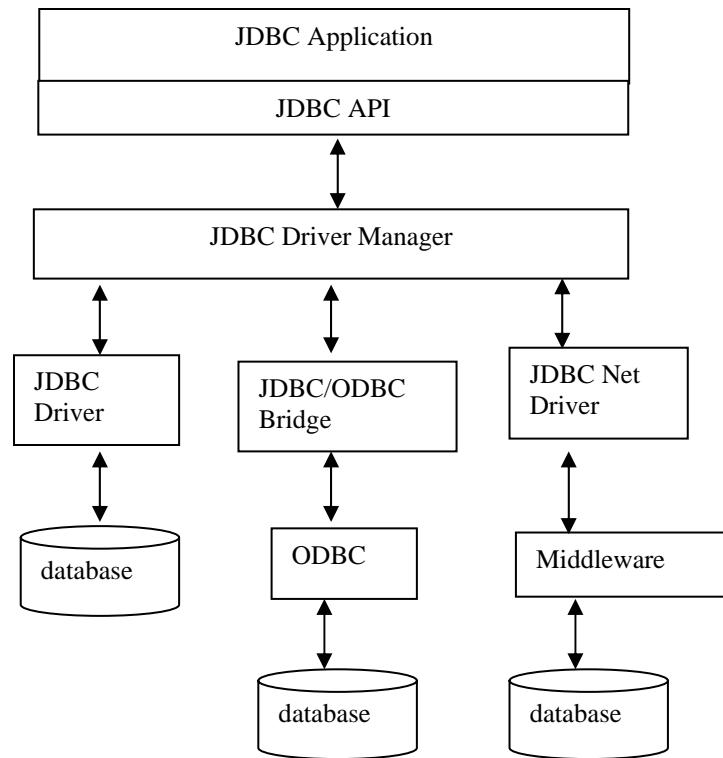 JDBC Application
JDBC API
JDBC Driver Manager
JDBC
Driver
JDBC/ODBC
Bridge
JDBC Net
Driver
database
ODBC
Middleware
database
database